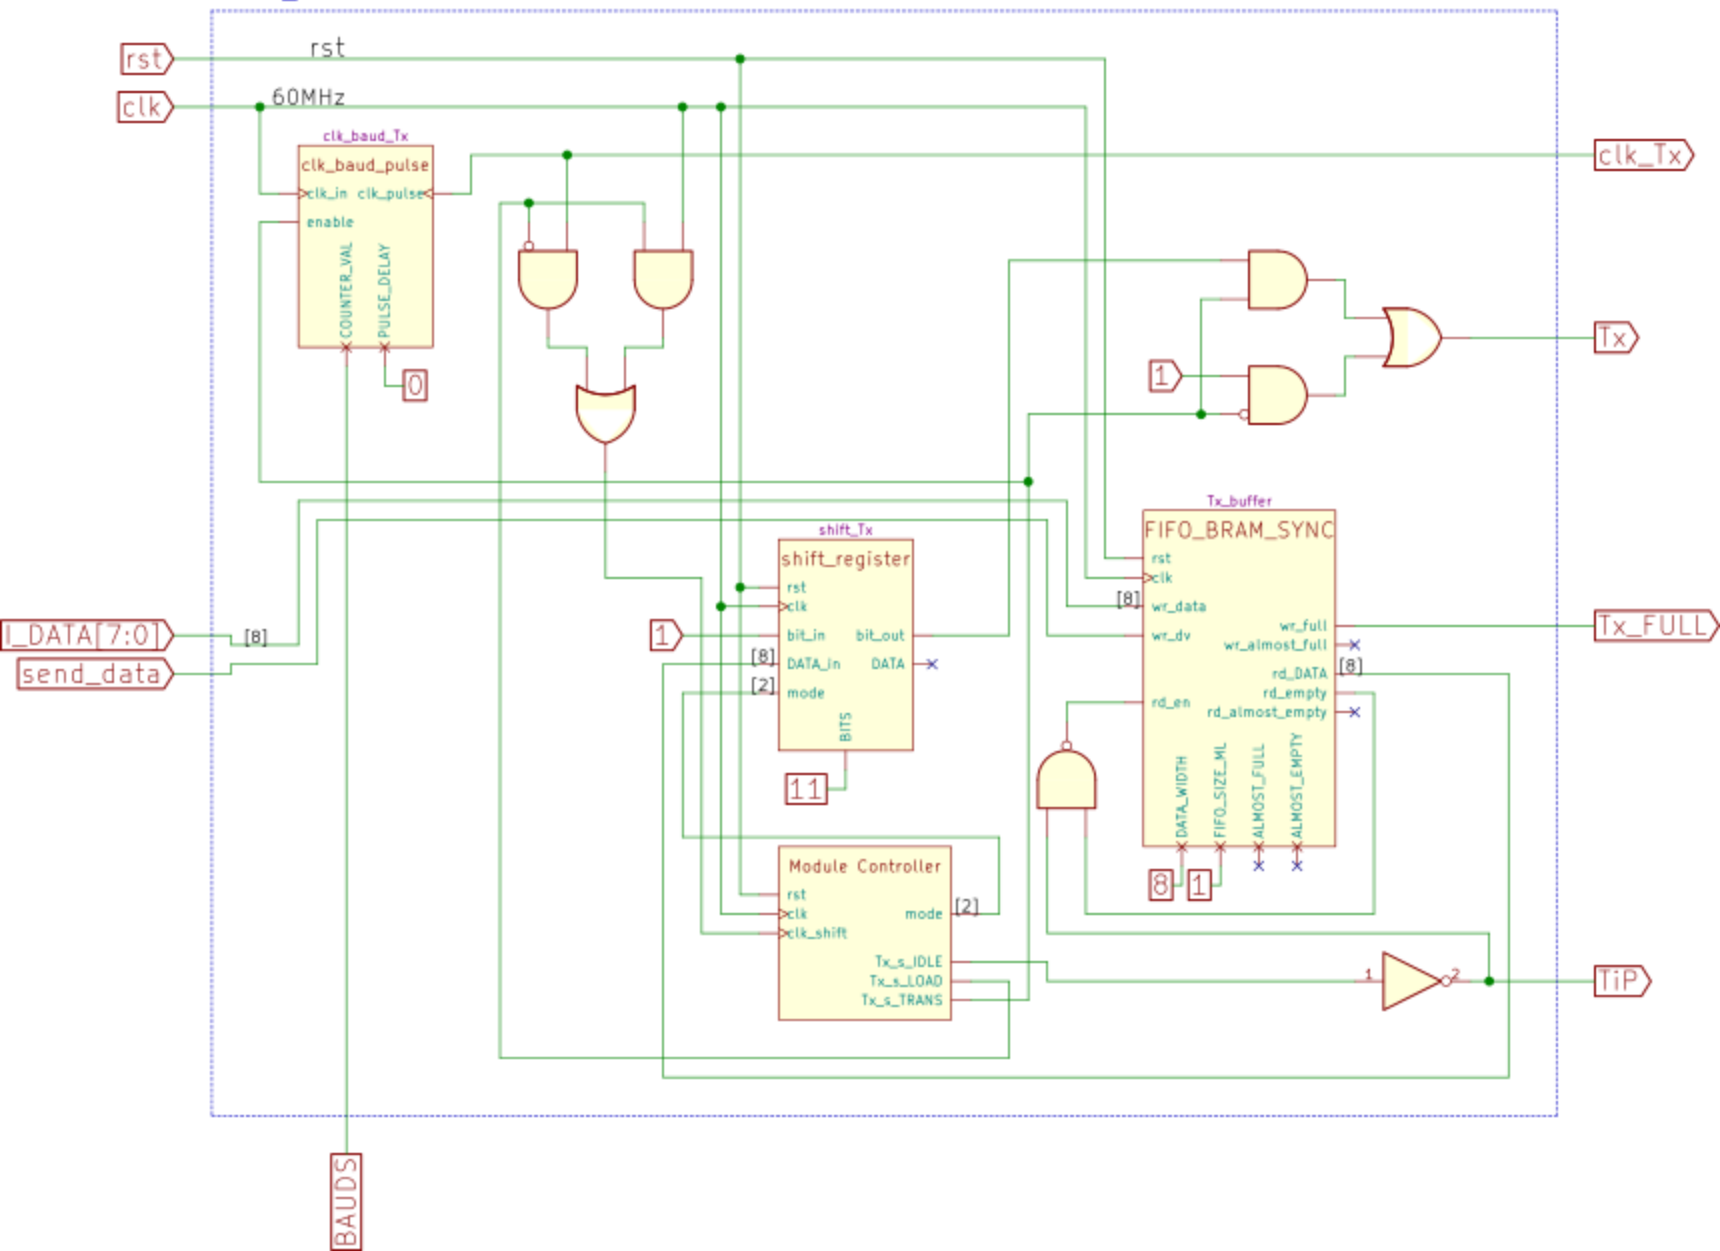 rst
rst
clk
60MHz
clk_baud_Tx
clk_baud_pulse
clk_in clk_pulse
enable
COUNTER_VAL
PULSE_DELAY
0
clk_Tx
1
Tx
Tx_buffer
FIFO_BRAM_SYNC
rst
clk
[8] wr_data
wr_dv
wr_full
wr_almost_full
rd_DATA [8]
rd_empty
rd_en
rd_almost_empty
DATA_WIDTH
FIFO_SIZE_ML
ALMOST_FULL
ALMOST_EMPTY
8
1
Tx_FULL
shift_Tx
shift_register
rst
clk
1
bit_in bit_out
[8] DATA_in DATA
[2] mode
BITS
11
I_DATA[7:0] [8]
send_data
Module Controller
rst
clk mode [2]
clk_shift
Tx_s_IDLE
Tx_s_LOAD
Tx_s_TRANS
1 2
TiP
BAUDS